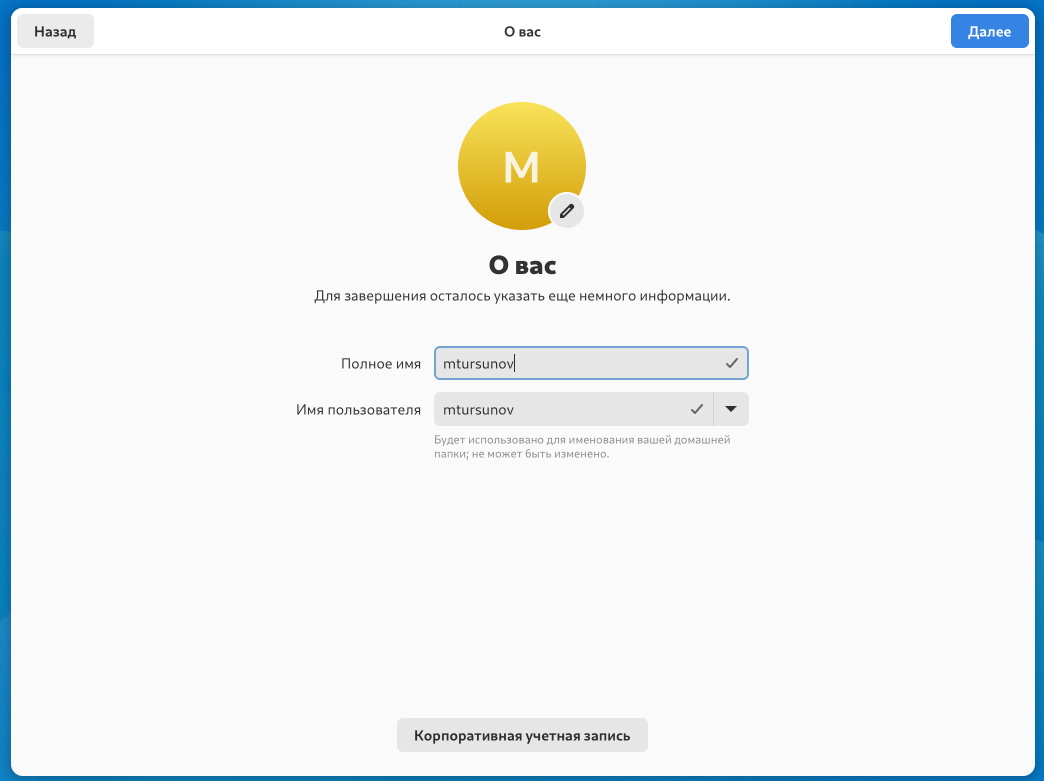 Назад
О вас
Далее
М
О вас
Для завершения осталось указать еще немного информации.
Полное имя
mtursunov
Имя пользователя
mtursunov
Будет использовано для именования вашей домашней
папки; не может быть изменено.
Корпоративная учетная запись